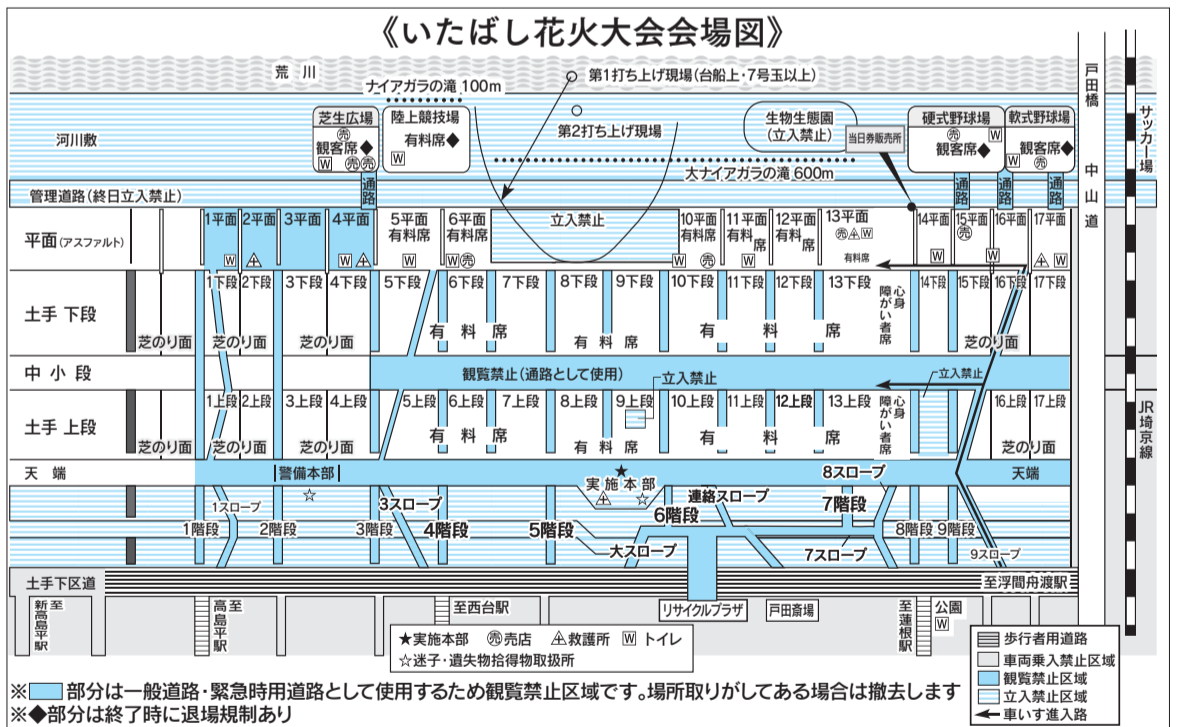 《いたばし花火大会会場図》
荒川
ナイアガラの滝 100m
第1打ち上げ現場(台船上・7号玉以上)
第2打ち上げ現場
戸田橋
中山道
サッカー場
JR埼京線
河川敷
芝生広場
売
観客席◆
W 売 売
陸上競技場
有料席◆
W
生物生態園
(立入禁止)
当日券販売所
硬式野球場
売 W
観客席◆
軟式野球場
観客席◆
W 売
大ナイアガラの滝 600m
管理道路(終日立入禁止)
通路
通路
通路
通路
平面(アスファルト)
1平面 2平面 3平面 4平面 5平面 6平面 立入禁止 10平面 11平面 12平面 13平面 14平面 15平面 16平面 17平面
有料席 有料席 有料席 有料席 有料席 売 W 売
W W W W 売 W 売 W W W W
有料席
土手 下段
1下段 2下段 3下段 4下段 5下段 6下段 7下段 8下段 9下段 10下段 11下段 12下段 13下段 14下段 15下段 16下段 17下段
心身障がい者席
有料席 有料席 有料席
芝のり面 芝のり面 芝のり面 芝のり面
中小段
観覧禁止(通路として使用)
立入禁止
立入禁止
土手 上段
1上段 2上段 3上段 4上段 5上段 6上段 7上段 8上段 9上段 10上段 11上段 12上段 13上段 16上段 17上段
心身障がい者席
有料席 有料席 有料席
芝のり面 芝のり面 芝のり面 芝のり面
天端
警備本部
☆
★
実施本部
☆
8スロープ
天端
1スロープ
3スロープ
連絡スロープ
7階段
6階段
1階段 2階段 3階段 4階段 5階段 8階段 9階段
大スロープ
7スロープ
9スロープ
土手下区道
至浮間舟渡駅
至新高島平駅
至高島平駅
至西台駅
リサイクルプラザ
戸田斎場
至蓮根駅
公園
W
★実施本部 売 売店 救護所 W トイレ
☆迷子・遺失物拾得物取扱所
歩行者用道路
車両乗入禁止区域
観覧禁止区域
立入禁止区域
車いす進入路
※ 部分は一般道路・緊急時用道路として使用するため観覧禁止区域です。場所取りがしてある場合は撤去します
※◆部分は終了時に退場規制あり